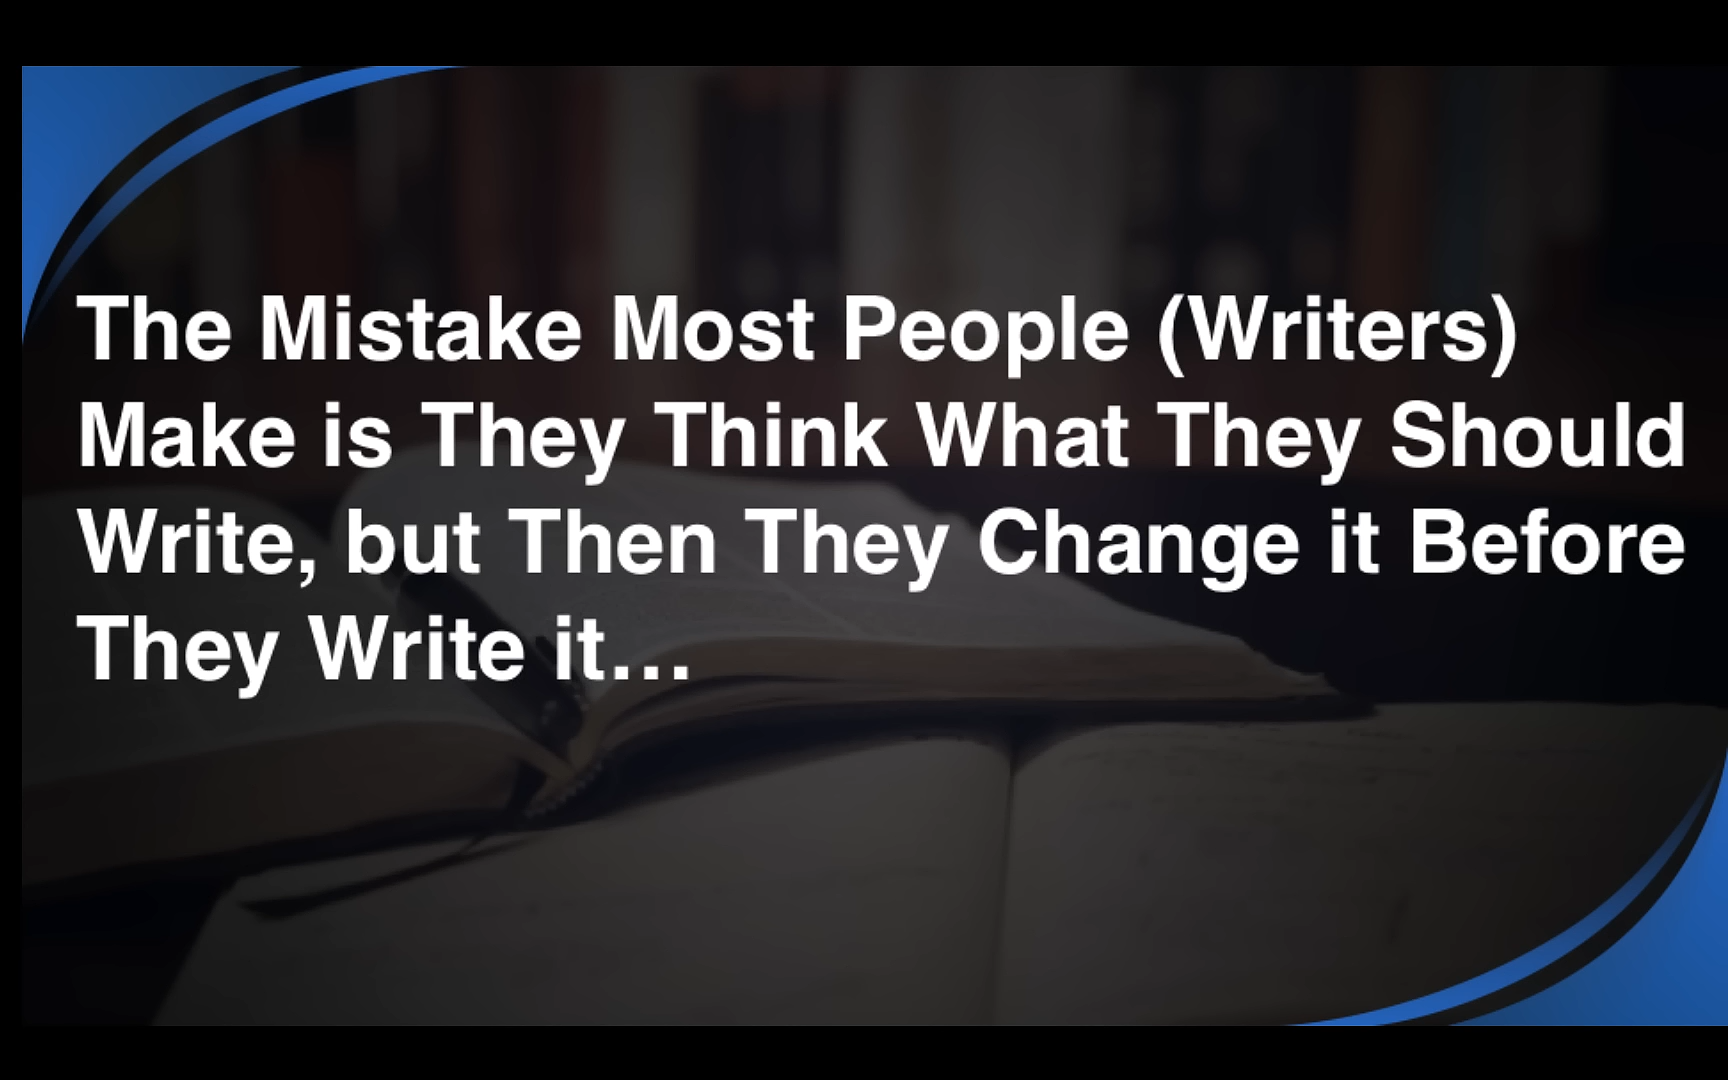 The Mistake Most People (Writers)
Make is They Think What They Should
Write, but Then They Change it Before
They Write it...